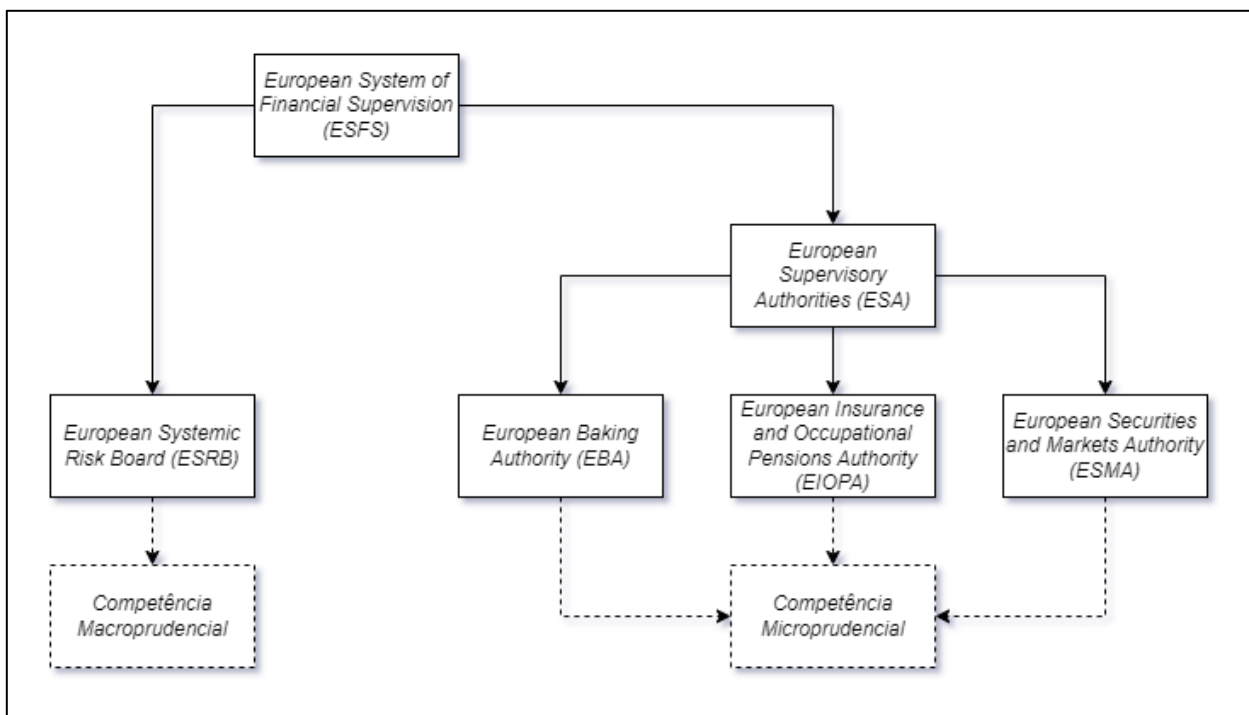 European System of
Financial Supervision
(ESFS)
European
Supervisory
Authorities (ESA)
European Systemic
Risk Board (ESRB)
European Baking
Authority (EBA)
European Insurance
and Occupational
Pensions Authority
(EIOPA)
European Securities
and Markets Authority
(ESMA)
Competência
Macroprudencial
Competência
Microprudencial